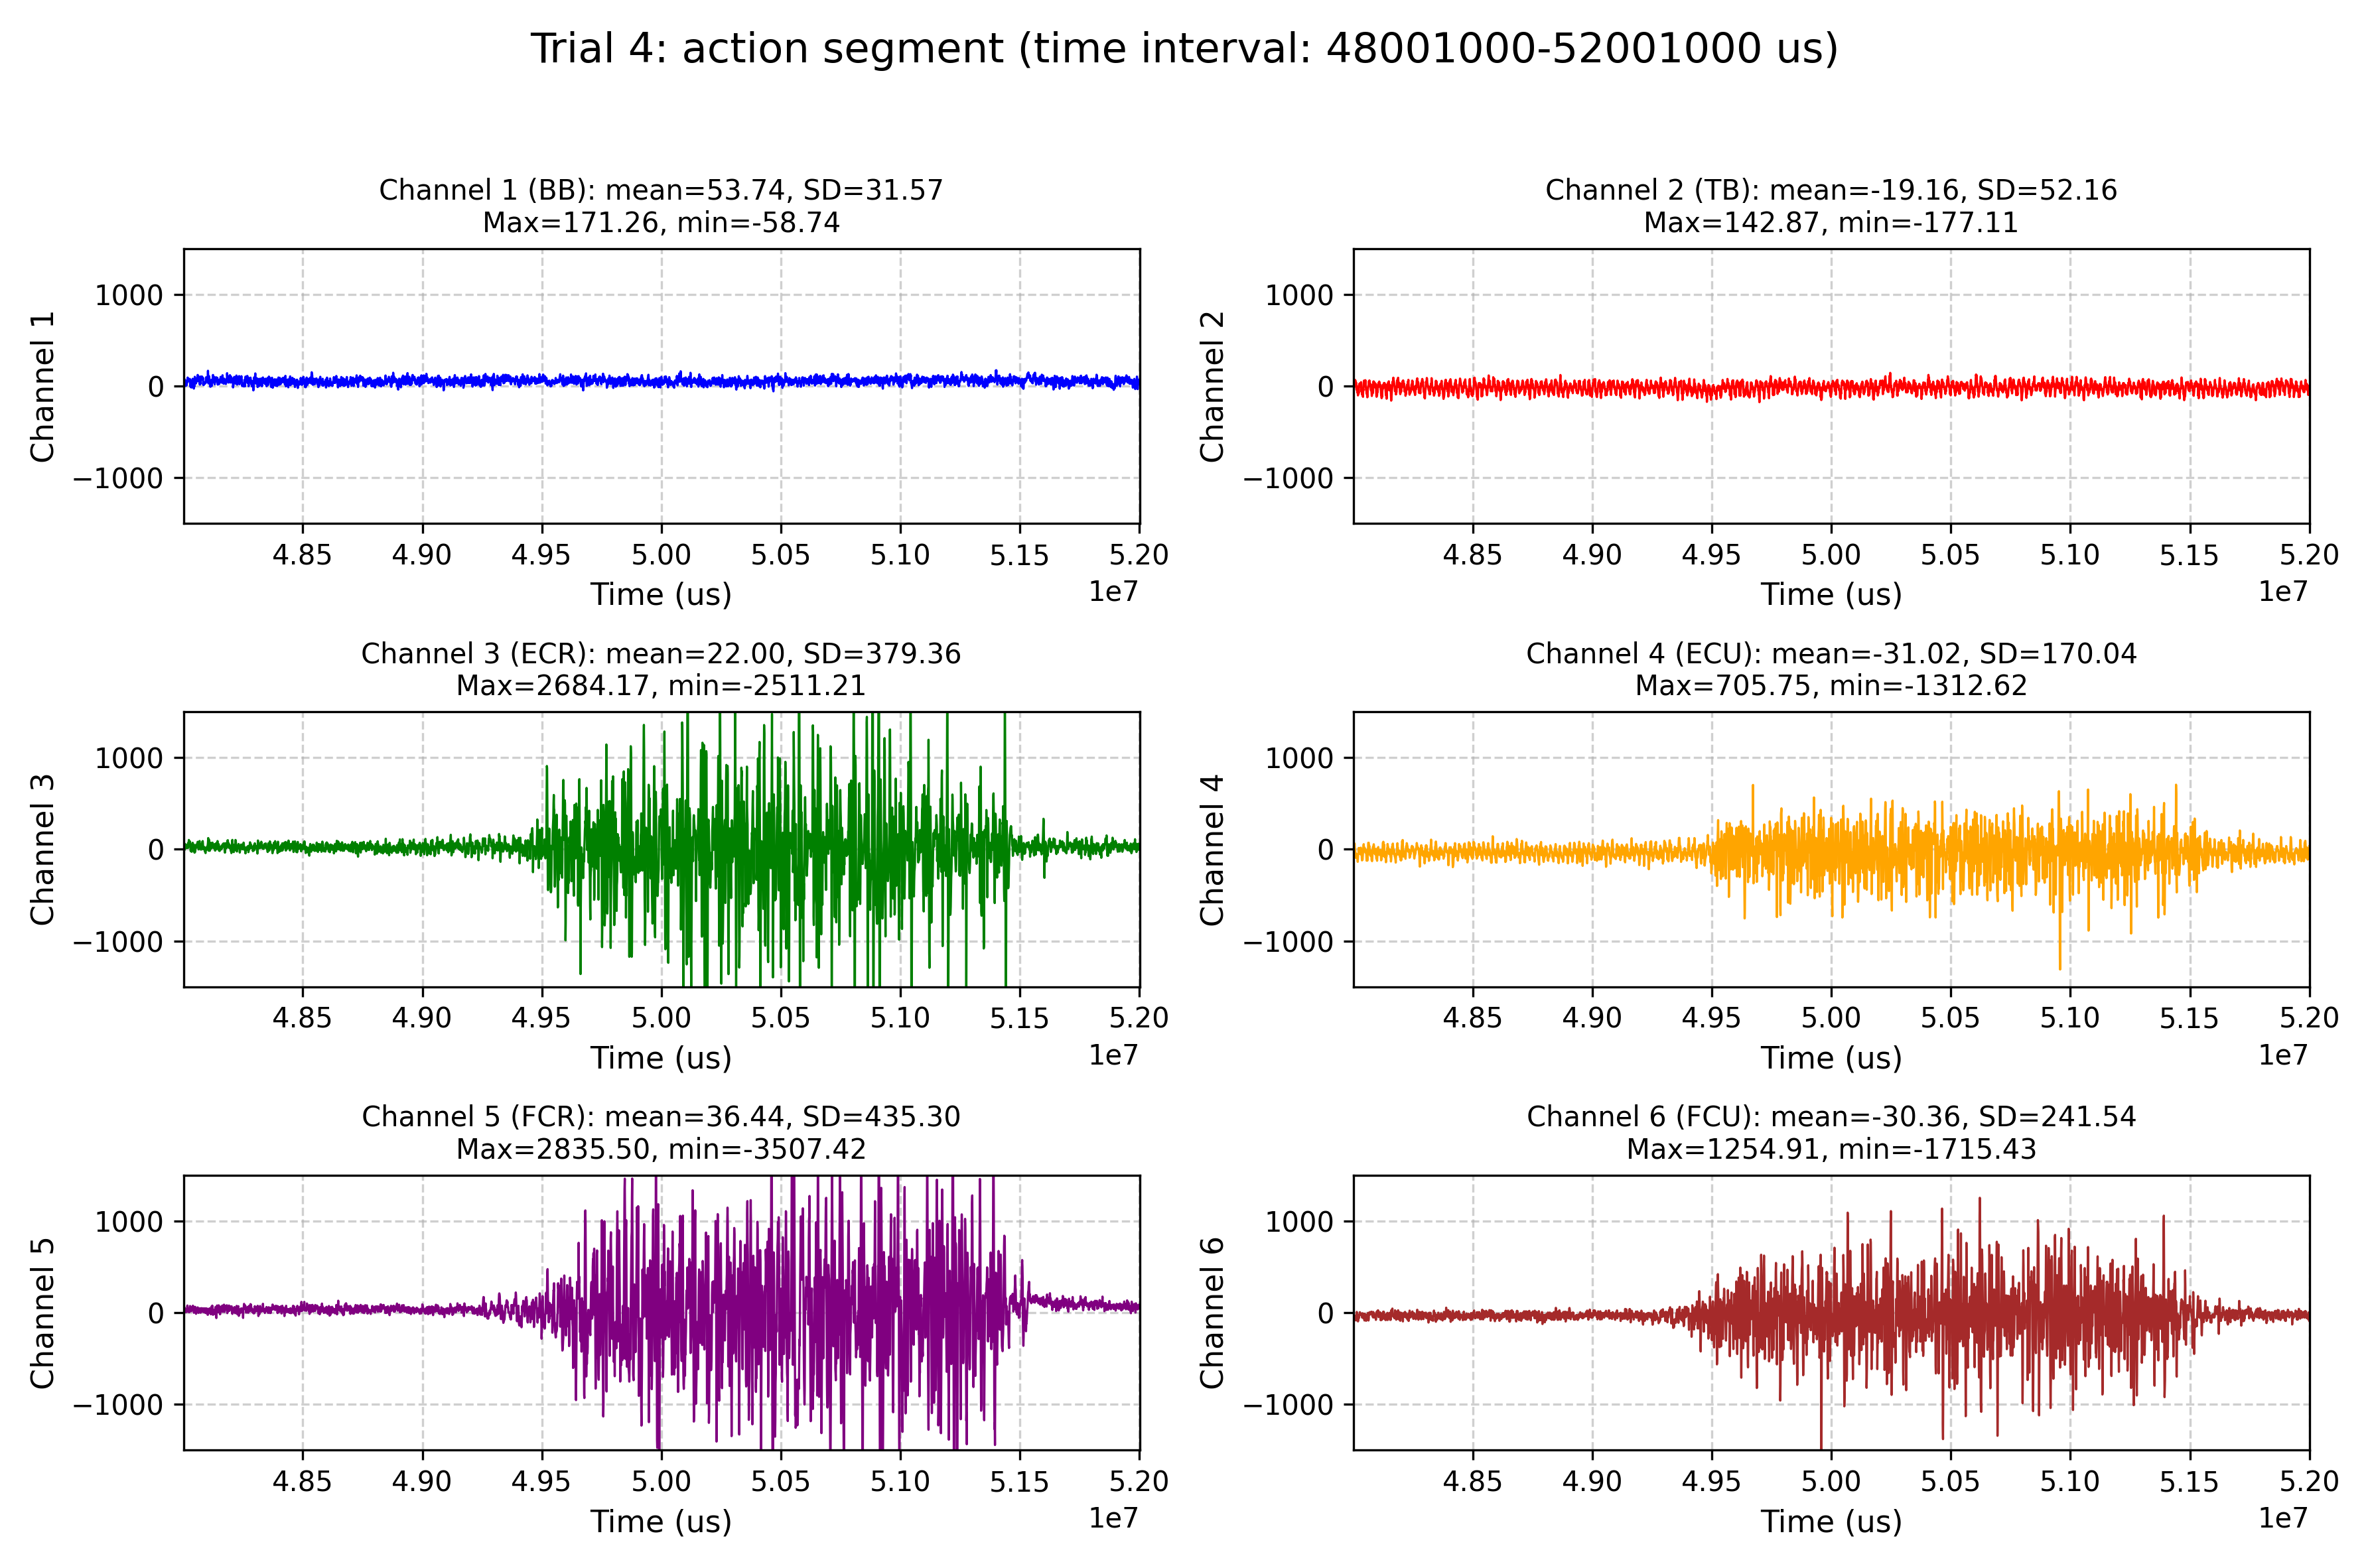 Trial 4: action segment (time interval: 48001000-52001000 us)
Channel 1 (BB): mean=53.74, SD=31.57
Max=171.26, min=-58.74
Channel 1
1000
0
−1000
4.85 4.90 4.95 5.00 5.05 5.10 5.15 5.20
1e7
Time (us)
Channel 2 (TB): mean=-19.16, SD=52.16
Max=142.87, min=-177.11
Channel 2
1000
0
−1000
4.85 4.90 4.95 5.00 5.05 5.10 5.15 5.20
1e7
Time (us)
Channel 3 (ECR): mean=22.00, SD=379.36
Max=2684.17, min=-2511.21
Channel 3
1000
0
−1000
4.85 4.90 4.95 5.00 5.05 5.10 5.15 5.20
1e7
Time (us)
Channel 4 (ECU): mean=-31.02, SD=170.04
Max=705.75, min=-1312.62
Channel 4
1000
0
−1000
4.85 4.90 4.95 5.00 5.05 5.10 5.15 5.20
1e7
Time (us)
Channel 5 (FCR): mean=36.44, SD=435.30
Max=2835.50, min=-3507.42
Channel 5
1000
0
−1000
4.85 4.90 4.95 5.00 5.05 5.10 5.15 5.20
1e7
Time (us)
Channel 6 (FCU): mean=-30.36, SD=241.54
Max=1254.91, min=-1715.43
Channel 6
1000
0
−1000
4.85 4.90 4.95 5.00 5.05 5.10 5.15 5.20
1e7
Time (us)